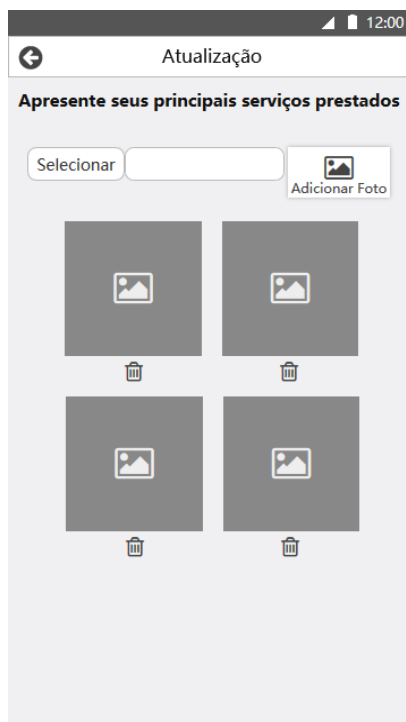 12:00
Atualização
Apresente seus principais serviços prestados
Selecionar
Adicionar Foto